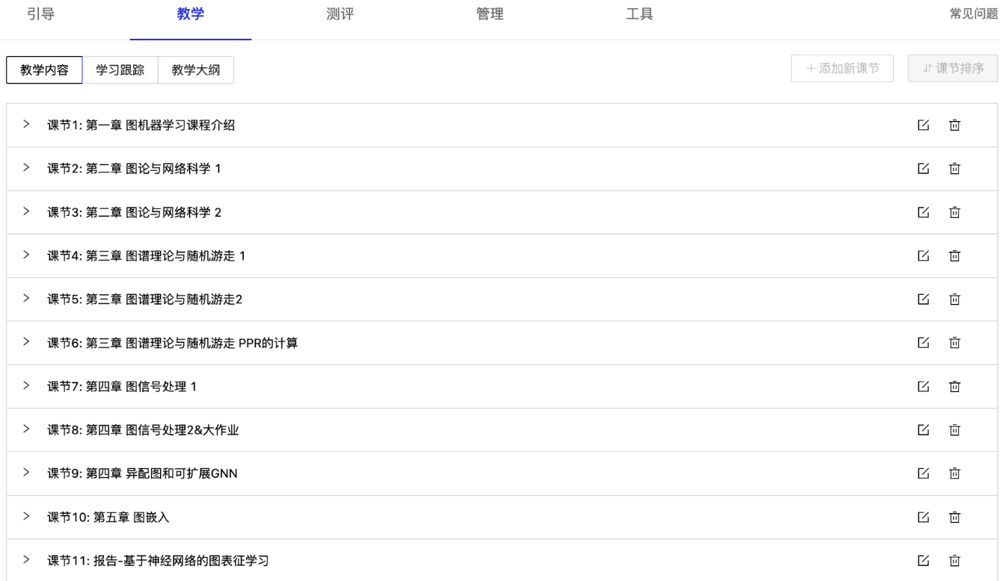 引导 教学 测评 管理 工具 常见问题
教学内容 学习跟踪 教学大纲 +添加新课节 课节排序
课节1: 第一章 图机器学习课程介绍
课节2: 第二章 图论与网络科学 1
课节3: 第二章 图论与网络科学 2
课节4: 第三章 图谱理论与随机游走 1
课节5: 第三章 图谱理论与随机游走2
课节6: 第三章 图谱理论与随机游走 PPR的计算
课节7: 第四章 图信号处理 1
课节8: 第四章 图信号处理2&大作业
课节9: 第四章 异配图和可扩展GNN
课节10: 第五章 图嵌入
课节11: 报告-基于神经网络的图表征学习